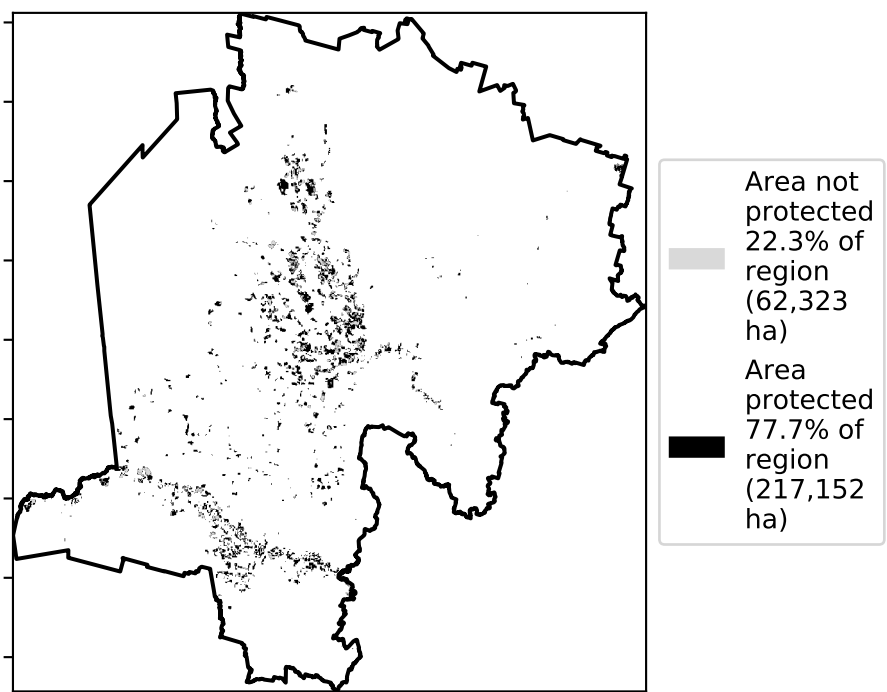 Area not
protected
22.3% of
region
(62,323
ha)
Area
protected
77.7% of
region
(217,152
ha)